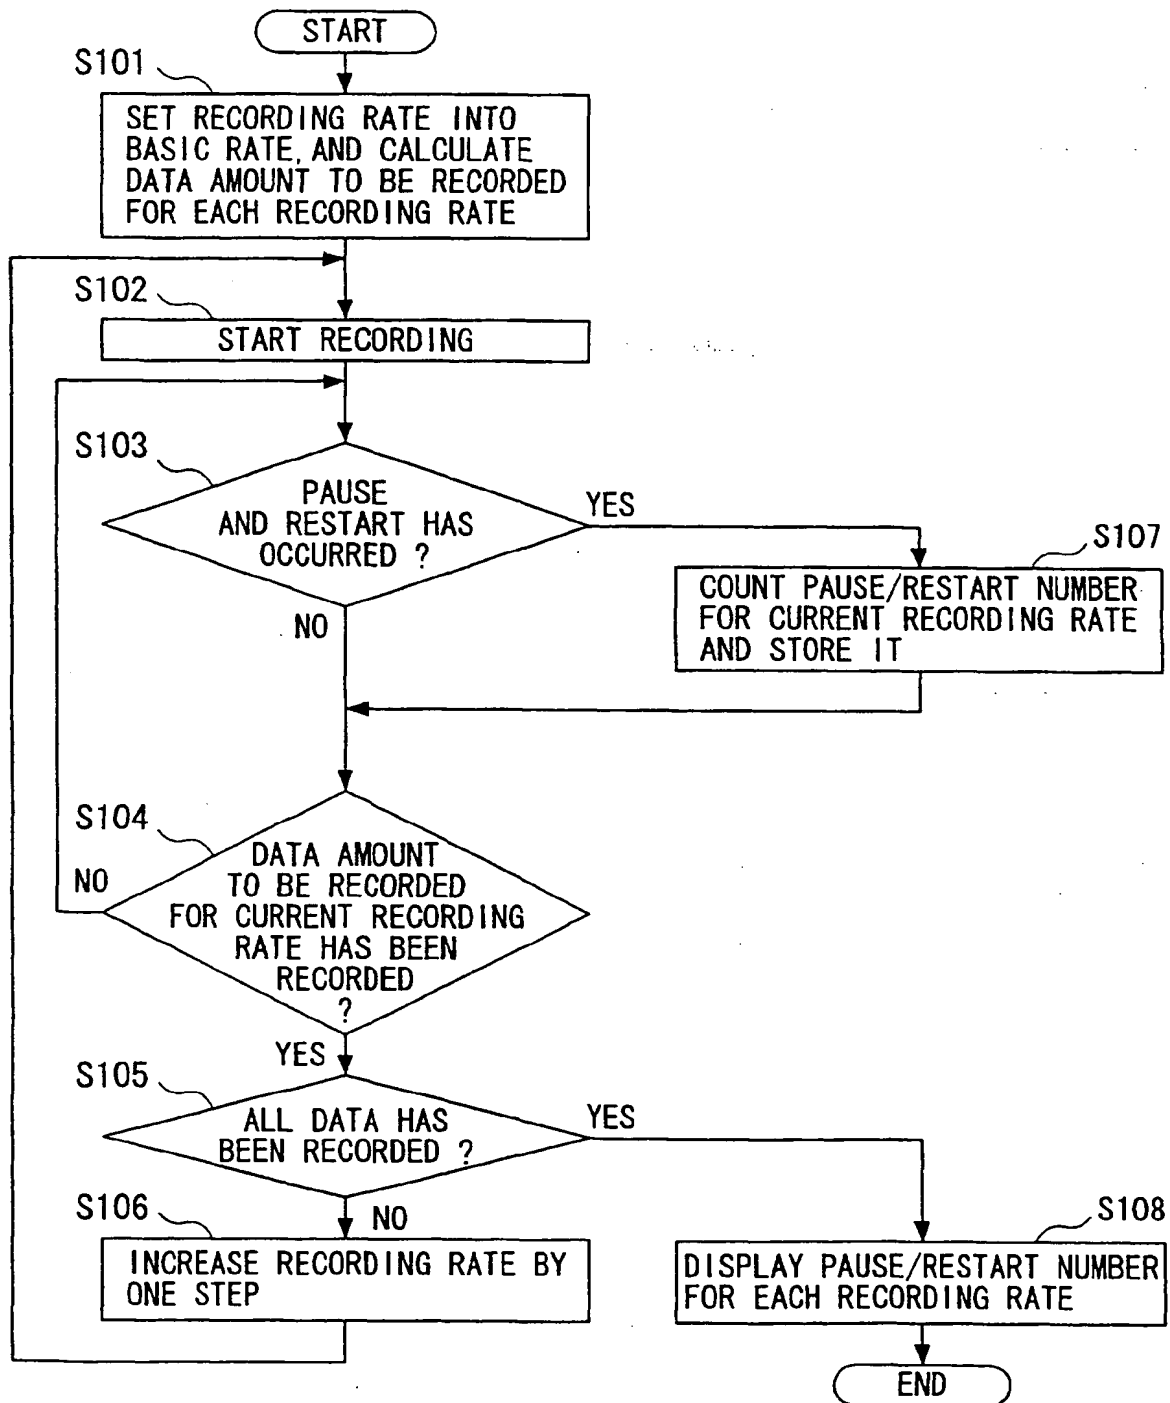 START
S101
SET RECORDING RATE INTO
BASIC RATE, AND CALCULATE
DATA AMOUNT TO BE RECORDED
FOR EACH RECORDING RATE
S102
START RECORDING
S103
PAUSE
AND RESTART HAS
OCCURRED ?
YES
NO
S107
COUNT PAUSE/RESTART NUMBER
FOR CURRENT RECORDING RATE
AND STORE IT
S104
DATA AMOUNT
TO BE RECORDED
FOR CURRENT RECORDING
RATE HAS BEEN
RECORDED
?
NO
YES
S105
ALL DATA HAS
BEEN RECORDED ?
YES
NO
S106
INCREASE RECORDING RATE BY
ONE STEP
S108
DISPLAY PAUSE/RESTART NUMBER
FOR EACH RECORDING RATE
END